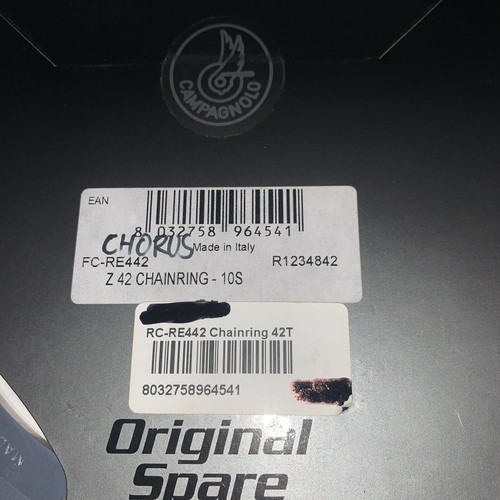 CAMPAGNOLO
EAN
8 032758 964541
CHORUS
Made in Italy
FC-RE442 R1234842
Z 42 CHAINRING - 10S
RC-RE442 Chainring 42T
8032758964541
Original
Spare